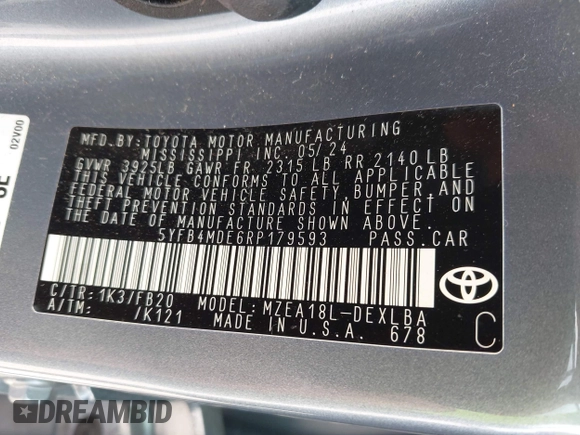 MFD. BY: TOYOTA MOTOR MANUFACTURING
MISSISSIPPI INC. 05/24
GVWR 3925LB GAWR FR. 2315 LB RR 2140 LB
THIS VEHICLE CONFORMS TO ALL APPLICABLE
FEDERAL MOTOR VEHICLE SAFETY, BUMPER, AND
THEFT PREVENTION STANDARDS IN EFFECT ON
THE DATE OF MANUFACTURE SHOWN ABOVE.
5YFB4MDE6RP179593 PASS.CAR
C/TR: 1K3/FB20 MODEL: MZEA18L-DEXLBA
A/TM: /K121 MADE IN U.S.A. 678
C
02V00
DREAMBID